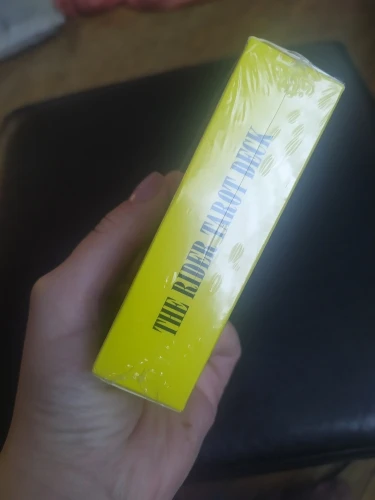 THE RIDER TAROT DECK